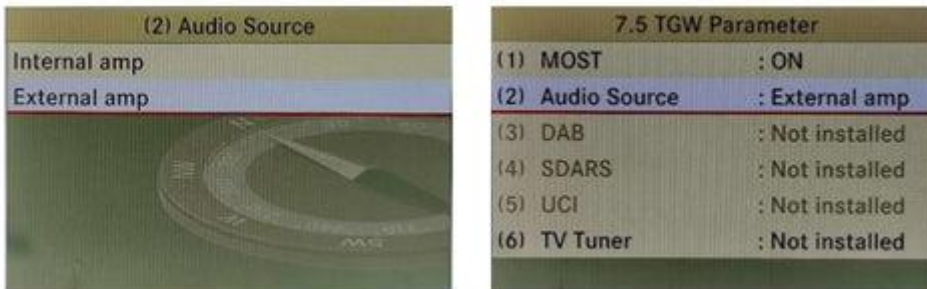 (2) Audio Source
Internal amp
External amp
7.5 TGW Parameter
(1) MOST : ON
(2) Audio Source : External amp
(3) DAB : Not installed
(4) SDARS : Not installed
(5) UCI : Not installed
(6) TV Tuner : Not installed